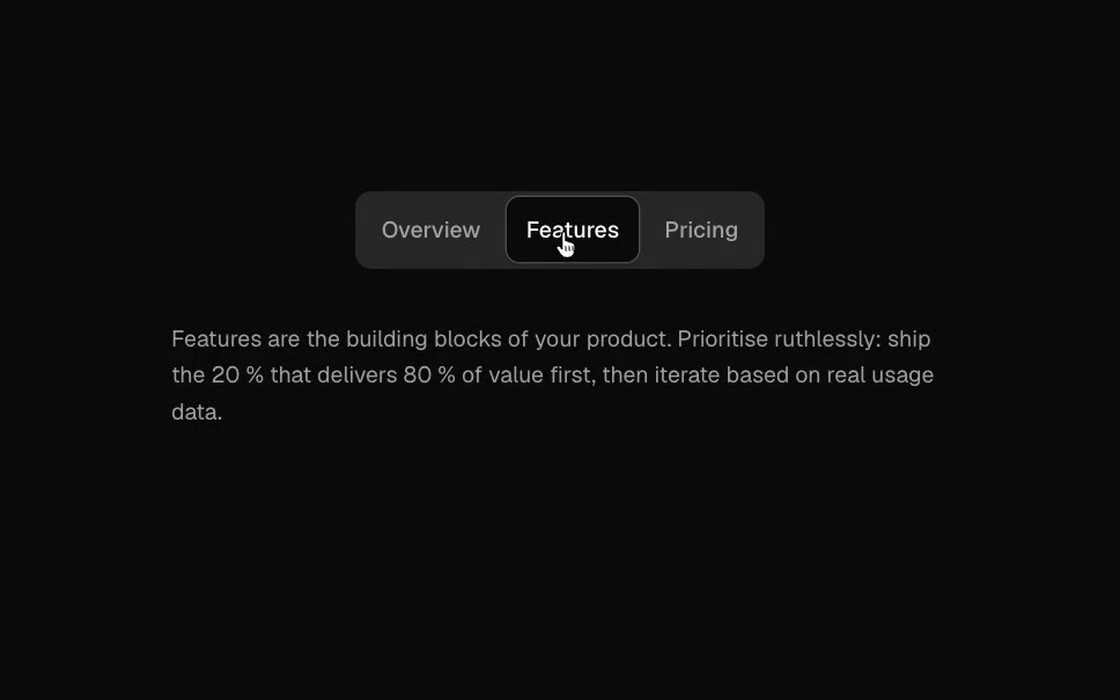 Overview Features Pricing
Features are the building blocks of your product. Prioritise ruthlessly: ship
the 20 % that delivers 80 % of value first, then iterate based on real usage
data.